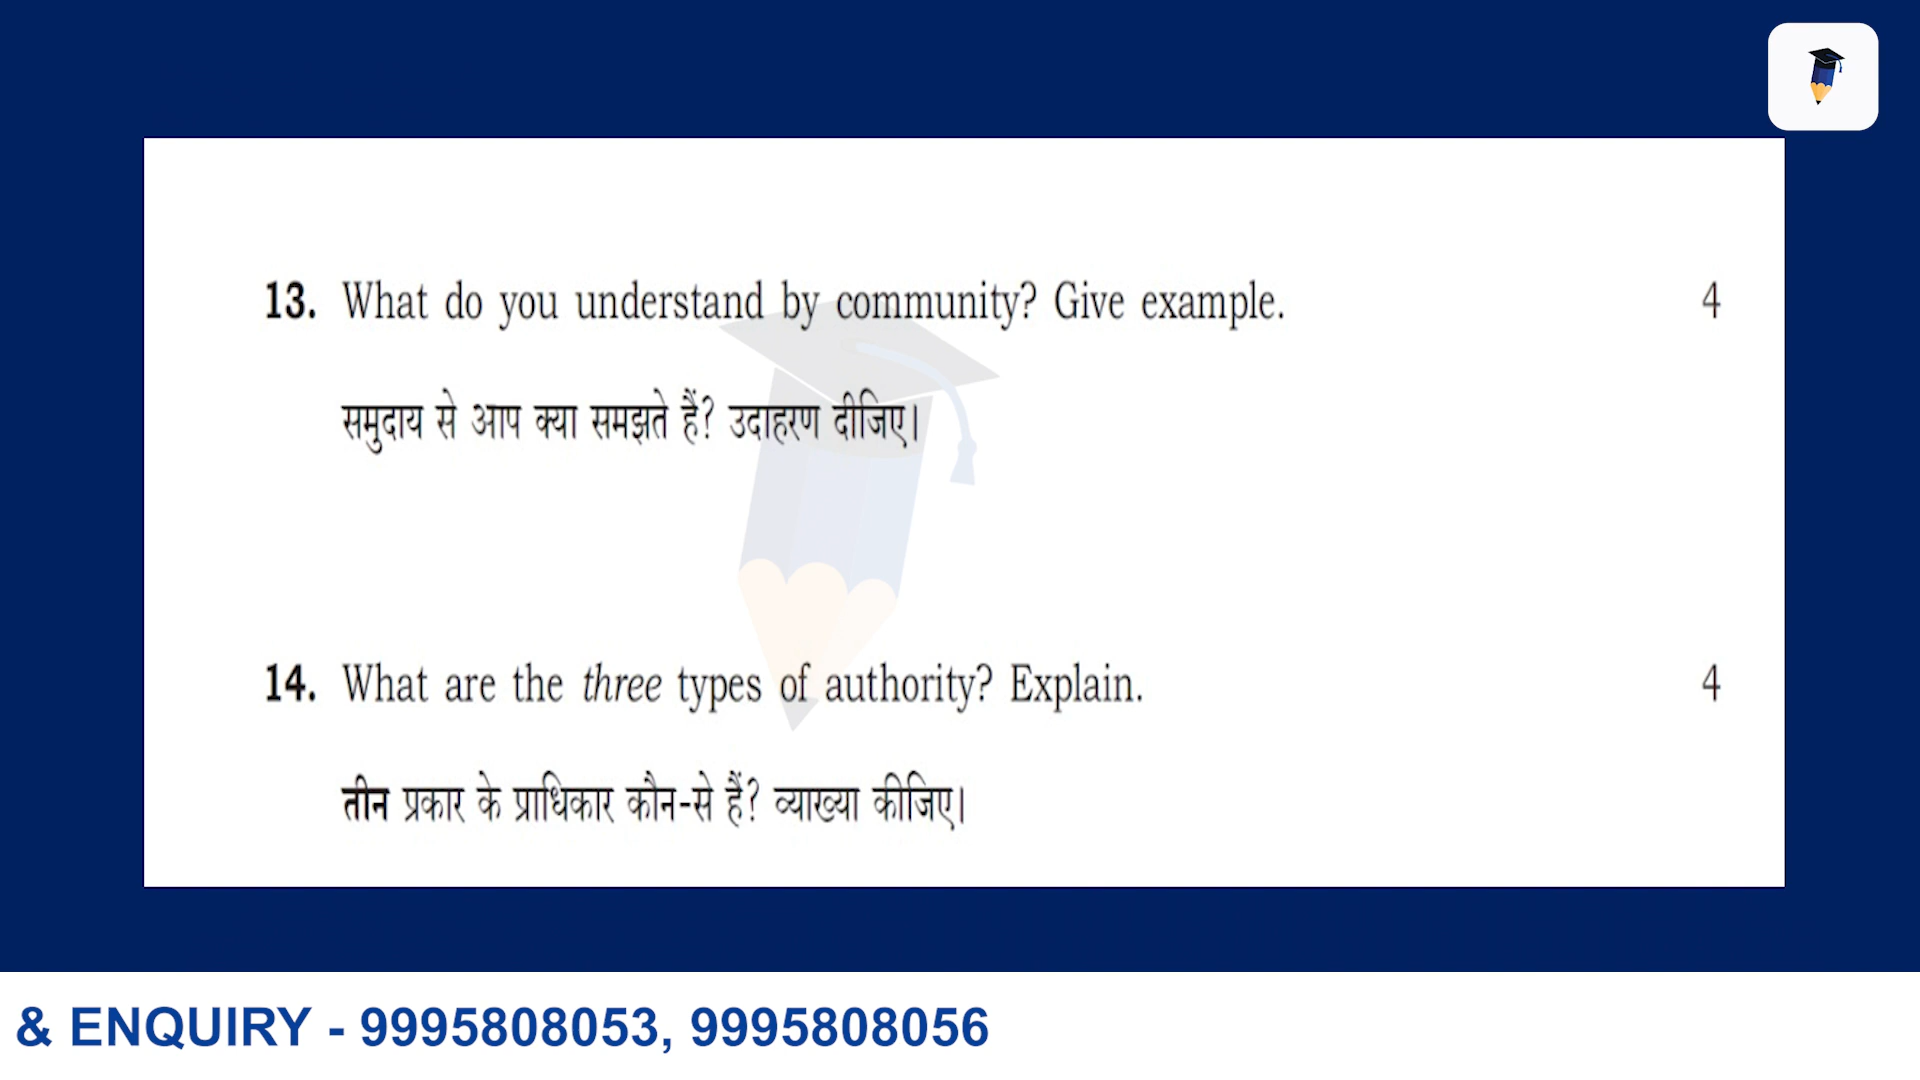 13. What do you understand by community? Give example. 4
समुदाय से आप क्या समझते हैं? उदाहरण दीजिए।
14. What are the three types of authority? Explain. 4
तीन प्रकार के प्राधिकार कौन-से हैं? व्याख्या कीजिए।
& ENQUIRY - 9995808053, 9995808056